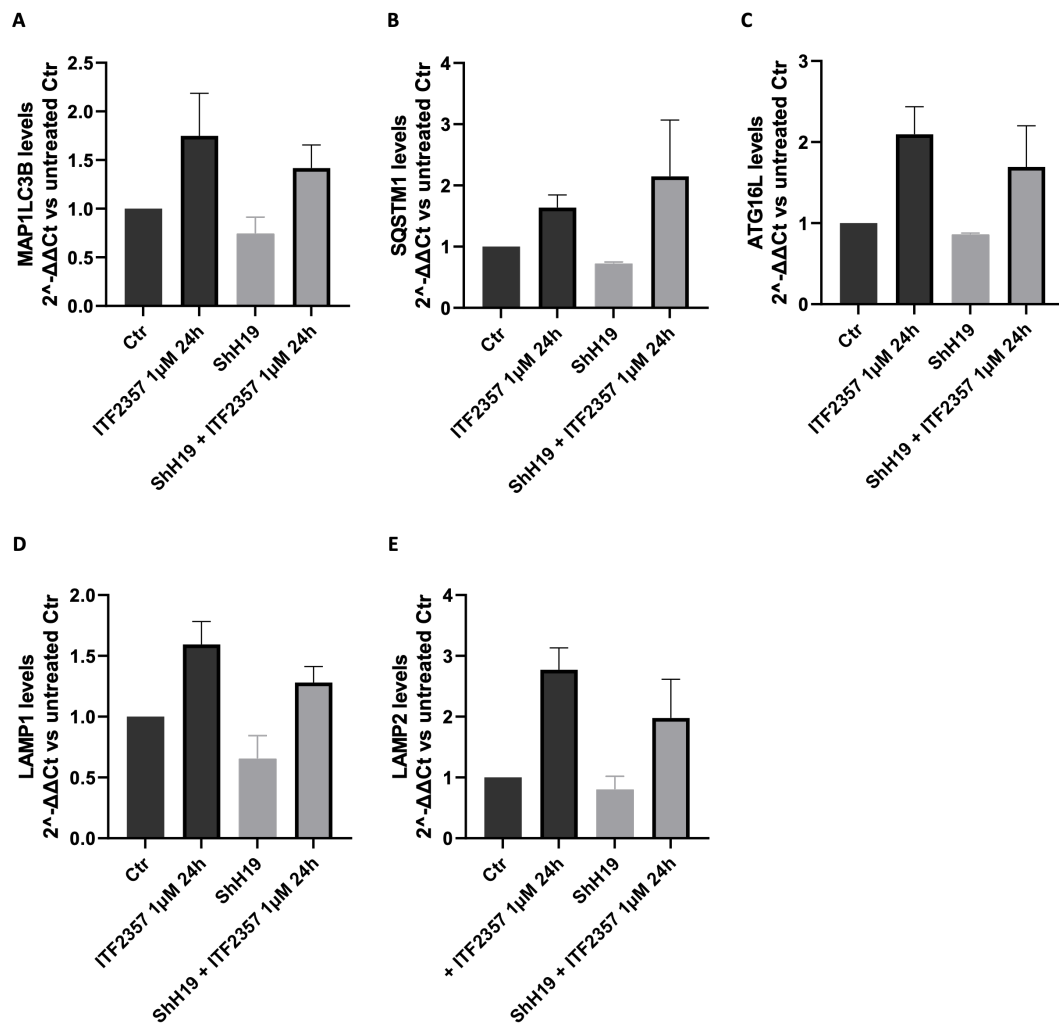 A
MAP1LC3B levels
2^-ΔΔCt vs untreated Ctr
2.5
2.0
1.5
1.0
0.5
0.0
Ctr
ITF2357 1µM 24h
ShH19
ShH19 + ITF2357 1µM 24h
B
SQSTM1 levels
2^-ΔΔCt vs untreated Ctr
4
3
2
1
0
Ctr
ITF2357 1µM 24h
ShH19
ShH19 + ITF2357 1µM 24h
C
ATG16L levels
2^-ΔΔCt vs untreated Ctr
3
2
1
0
Ctr
ITF2357 1µM 24h
ShH19
ShH19 + ITF2357 1µM 24h
D
LAMP1 levels
2^-ΔΔCt vs untreated Ctr
2.0
1.5
1.0
0.5
0.0
Ctr
ITF2357 1µM 24h
ShH19
ShH19 + ITF2357 1µM 24h
E
LAMP2 levels
2^-ΔΔCt vs untreated Ctr
4
3
2
1
0
Ctr
+ ITF2357 1µM 24h
ShH19
ShH19 + ITF2357 1µM 24h